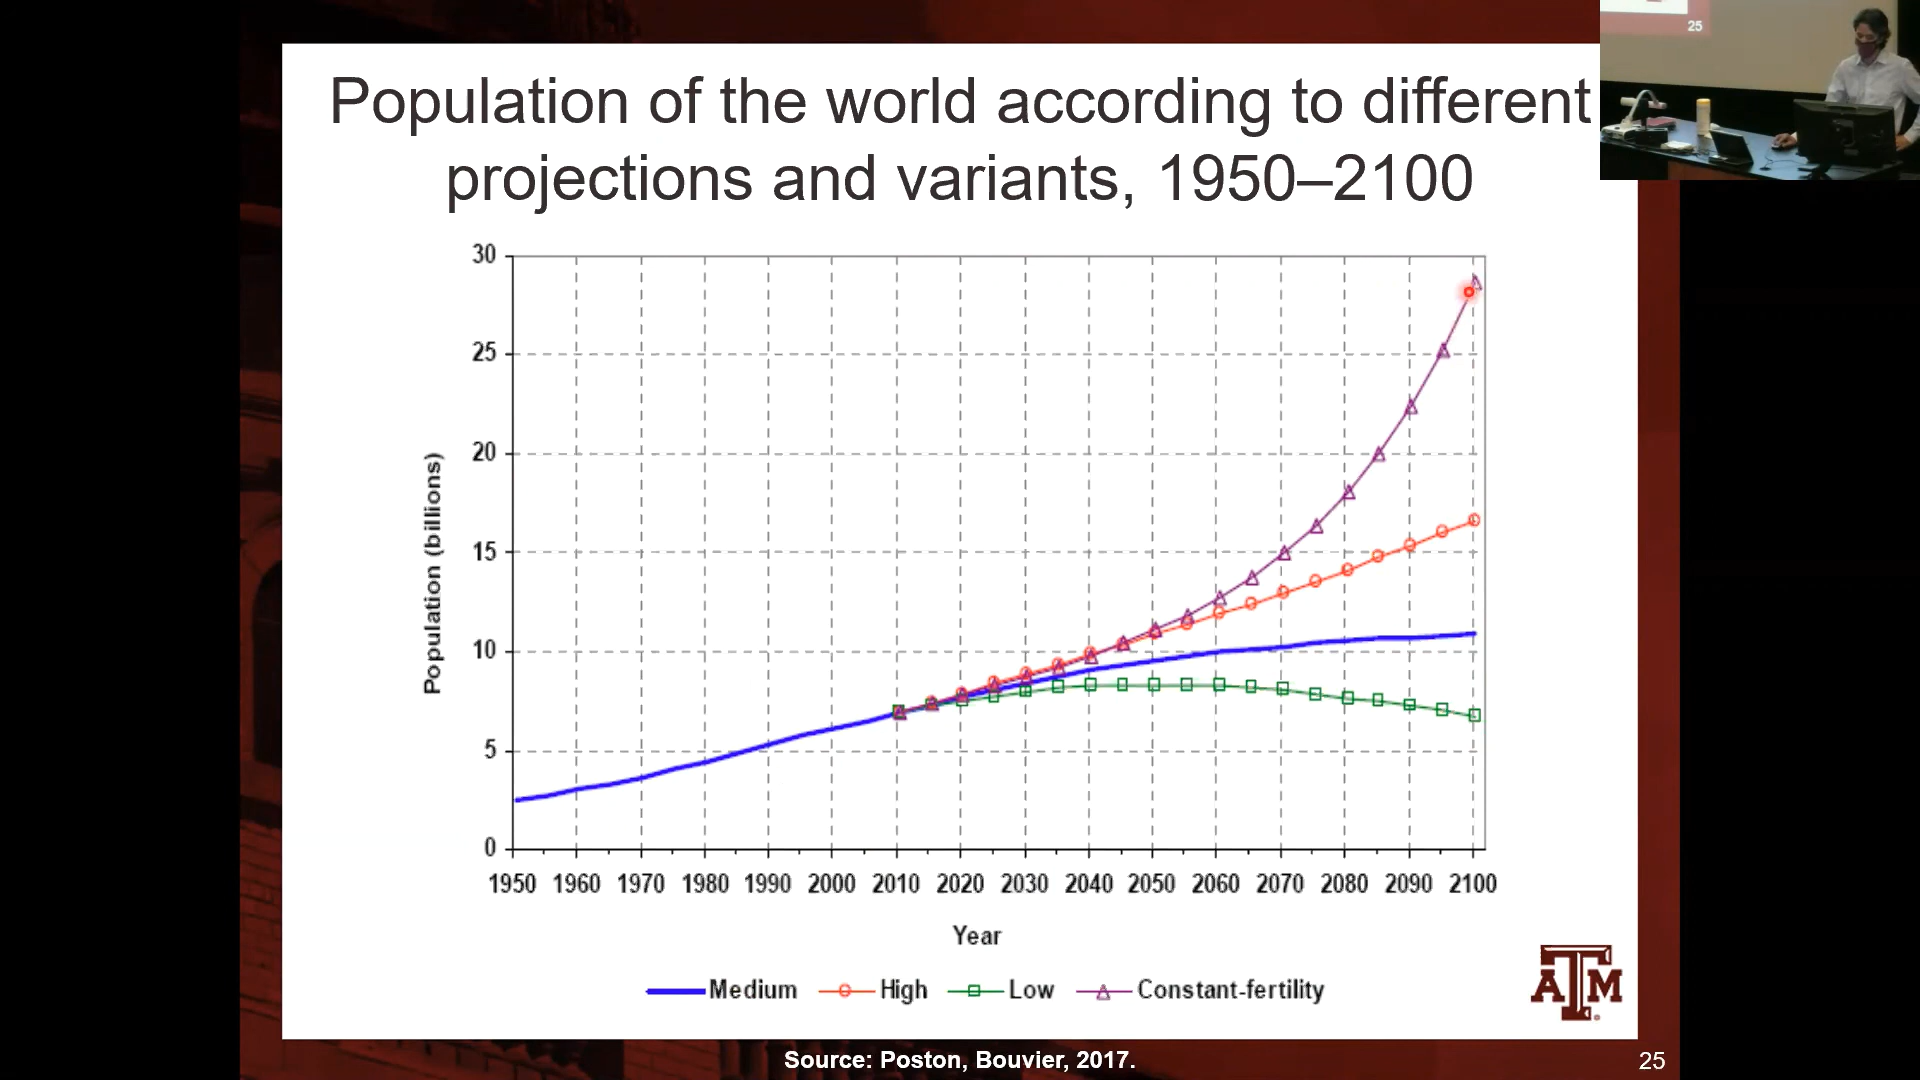 Population of the world according to different
projections and variants, 1950–2100
25
30
25
20
15
10
5
0
Population (billions)
1950 1960 1970 1980 1990 2000 2010 2020 2030 2040 2050 2060 2070 2080 2090 2100
Year
Medium High Low Constant-fertility
ATM
Source: Poston, Bouvier, 2017.
25